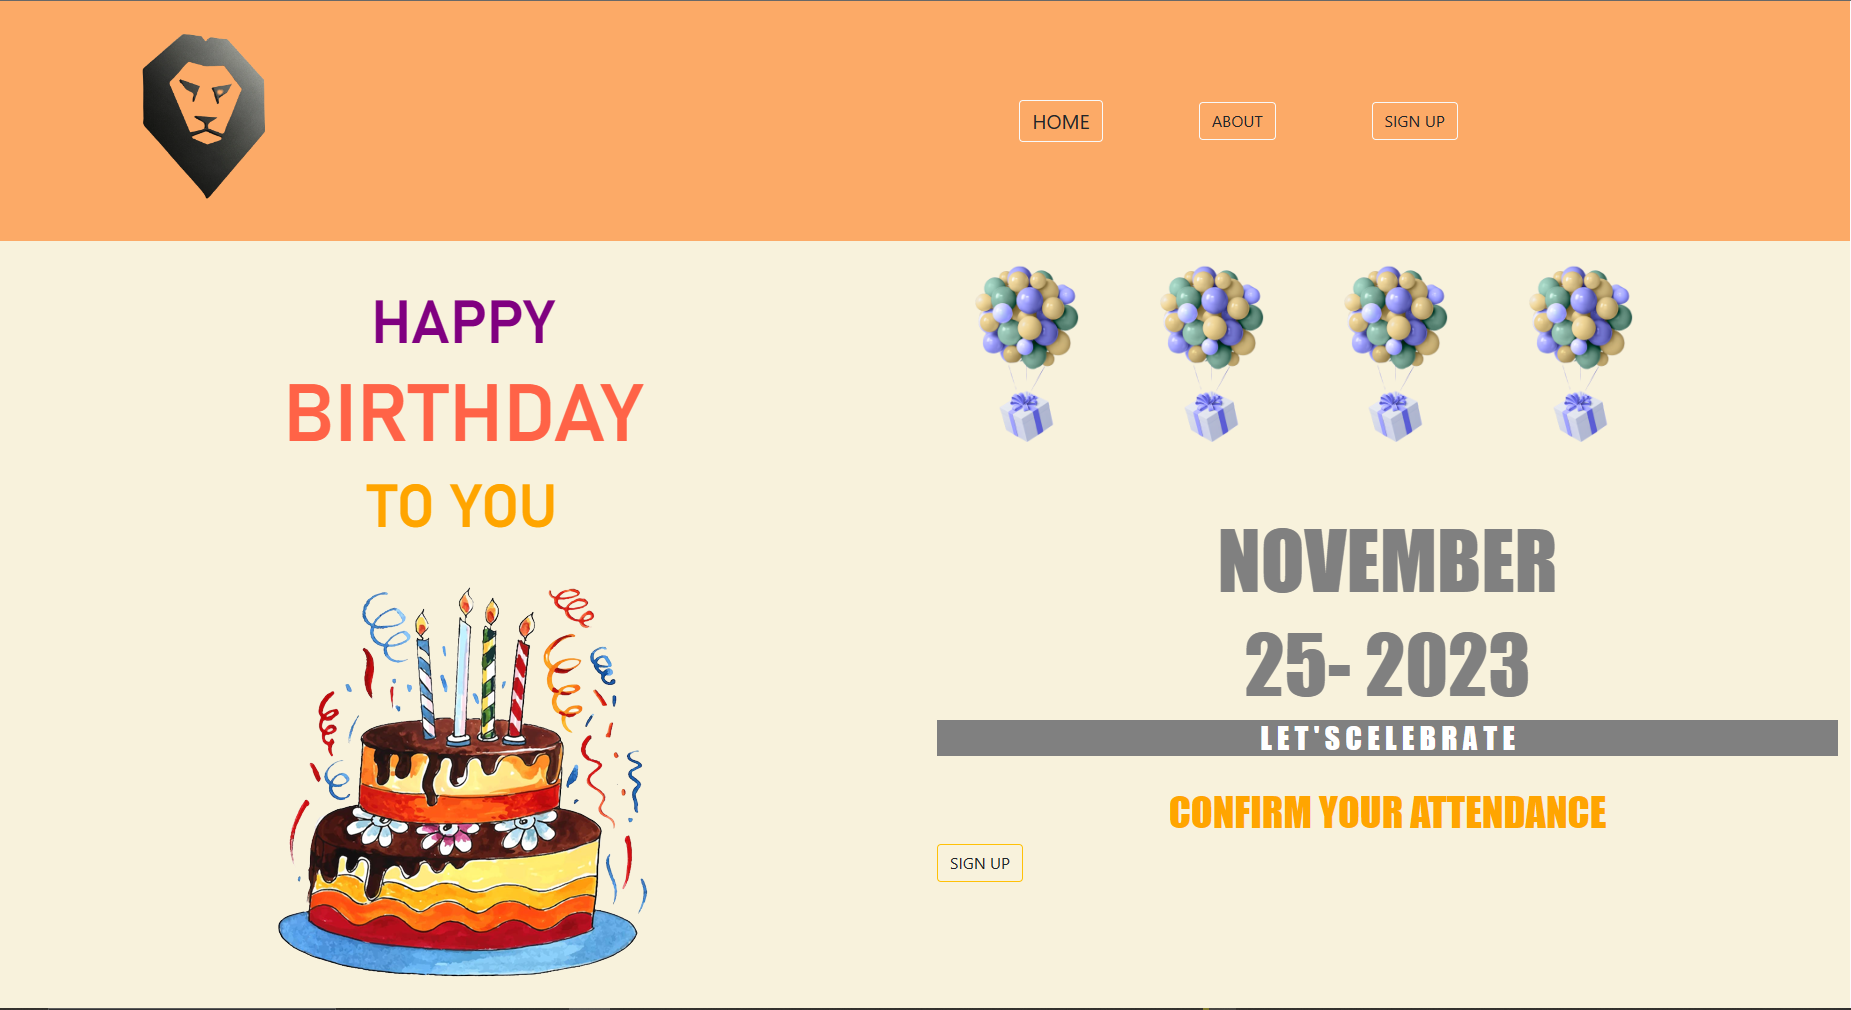 HOME
ABOUT
SIGN UP
HAPPY
BIRTHDAY
TO YOU
NOVEMBER
25- 2023
LET'SCELEBRATE
CONFIRM YOUR ATTENDANCE
SIGN UP